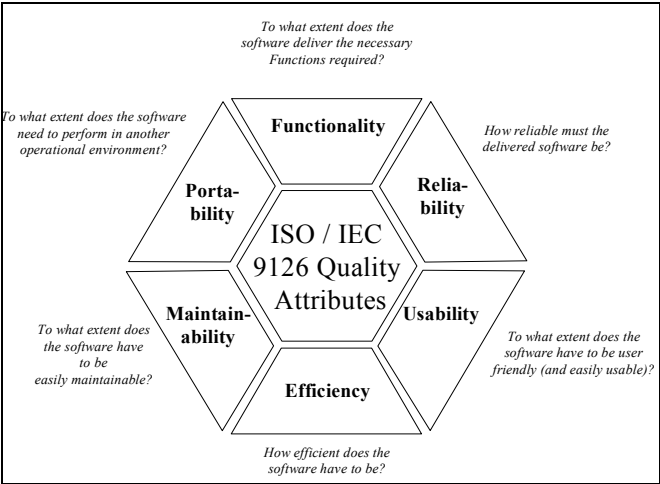 To what extent does the
software deliver the necessary
Functions required?
Functionality
How reliable must the
delivered software be?
Relia-
bility
Usability
To what extent does the
software have to be user
friendly (and easily usable)?
Efficiency
How efficient does the
software have to be?
Maintain-
ability
To what extent does
the software have
to be
easily maintainable?
Porta-
bility
To what extent does the software
need to perform in another
operational environment?
ISO / IEC
9126 Quality
Attributes